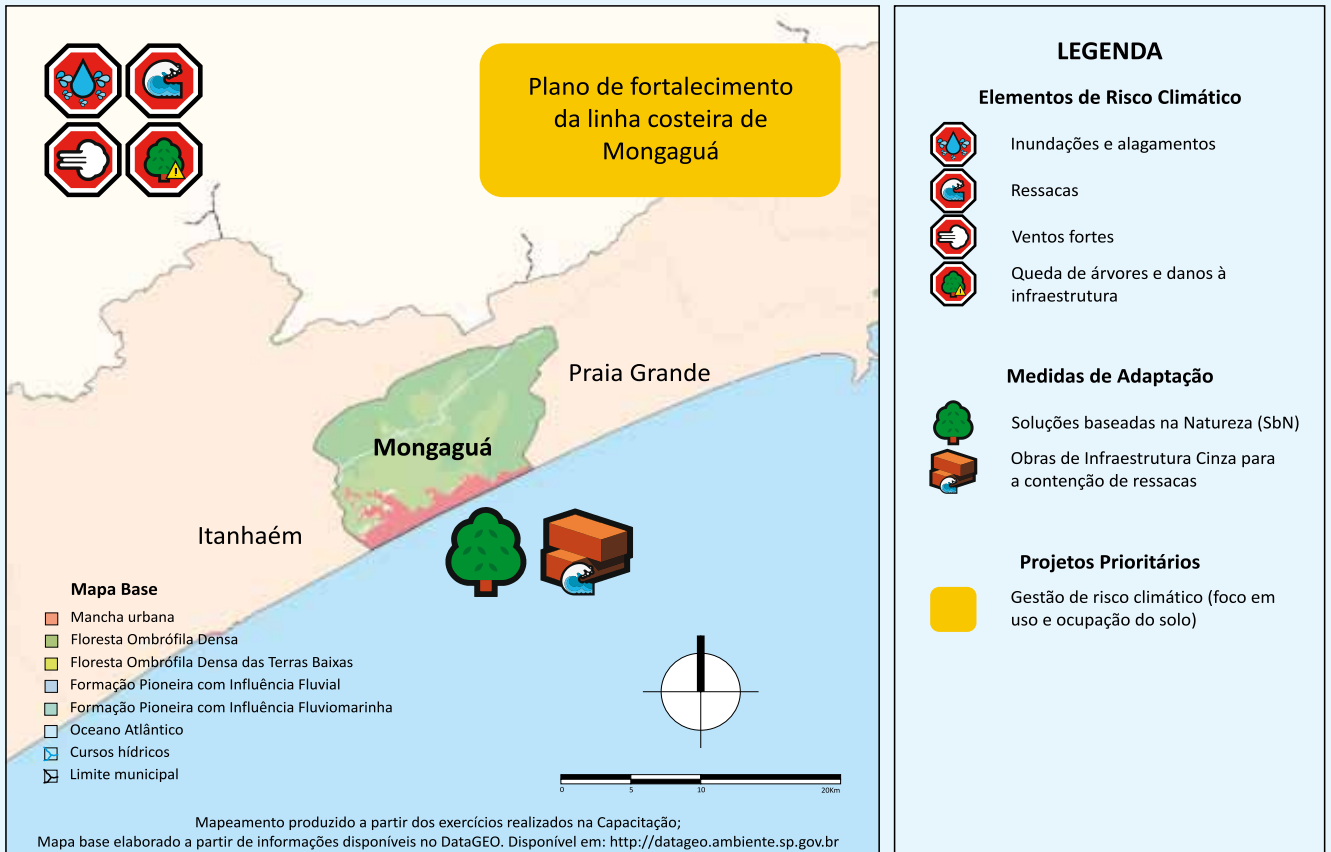 Plano de fortalecimento
da linha costeira de
Mongaguá
Praia Grande
Mongaguá
Itanhaém
Mapa Base
Mancha urbana
Floresta Ombrófila Densa
Floresta Ombrófila Densa das Terras Baixas
Formação Pioneira com Influência Fluvial
Formação Pioneira com Influência Fluviomarinha
Oceano Atlântico
Cursos hídricos
Limite municipal
0 5 10 20Km
Mapeamento produzido a partir dos exercícios realizados na Capacitação;
Mapa base elaborado a partir de informações disponíveis no DataGEO. Disponível em: http://datageo.ambiente.sp.gov.br
LEGENDA
Elementos de Risco Climático
Inundações e alagamentos
Ressacas
Ventos fortes
Queda de árvores e danos à
infraestrutura
Medidas de Adaptação
Soluções baseadas na Natureza (SbN)
Obras de Infraestrutura Cinza para
a contenção de ressacas
Projetos Prioritários
Gestão de risco climático (foco em
uso e ocupação do solo)